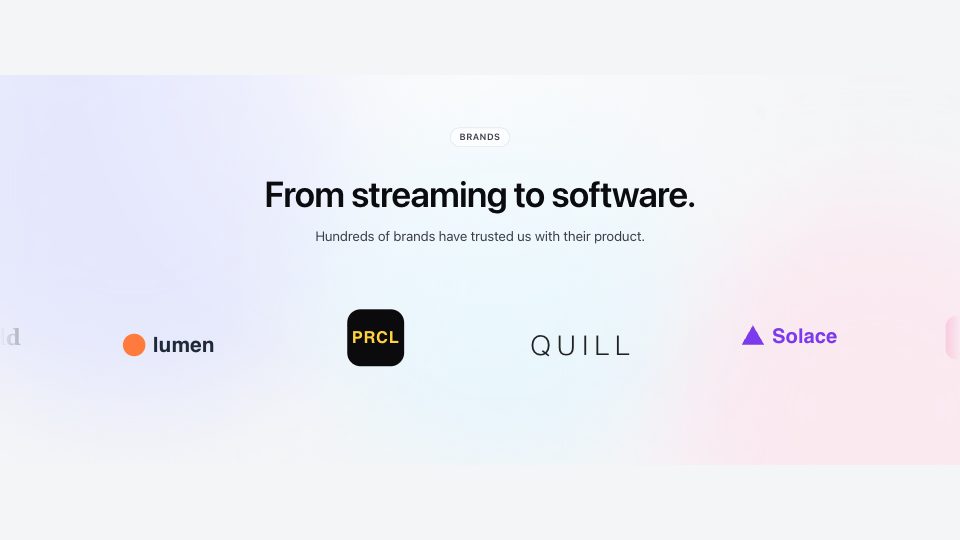 BRANDS
From streaming to software.
Hundreds of brands have trusted us with their product.
lumen
PRCL
QUILL
Solace